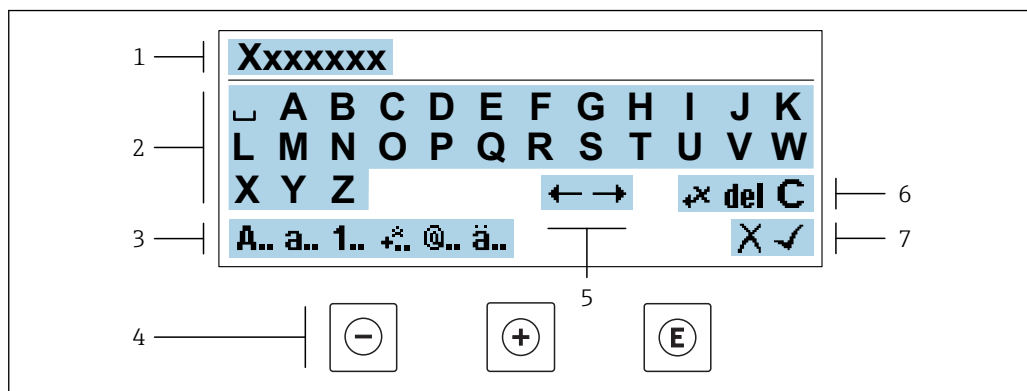 1 Xxxxxxx
␣ A B C D E F G H I J K
2 L M N O P Q R S T U V W
X Y Z ← → +x del C 6
3 A.. a.. 1.. +*.. @.. ä.. X ✓ 7
5
4 − + E